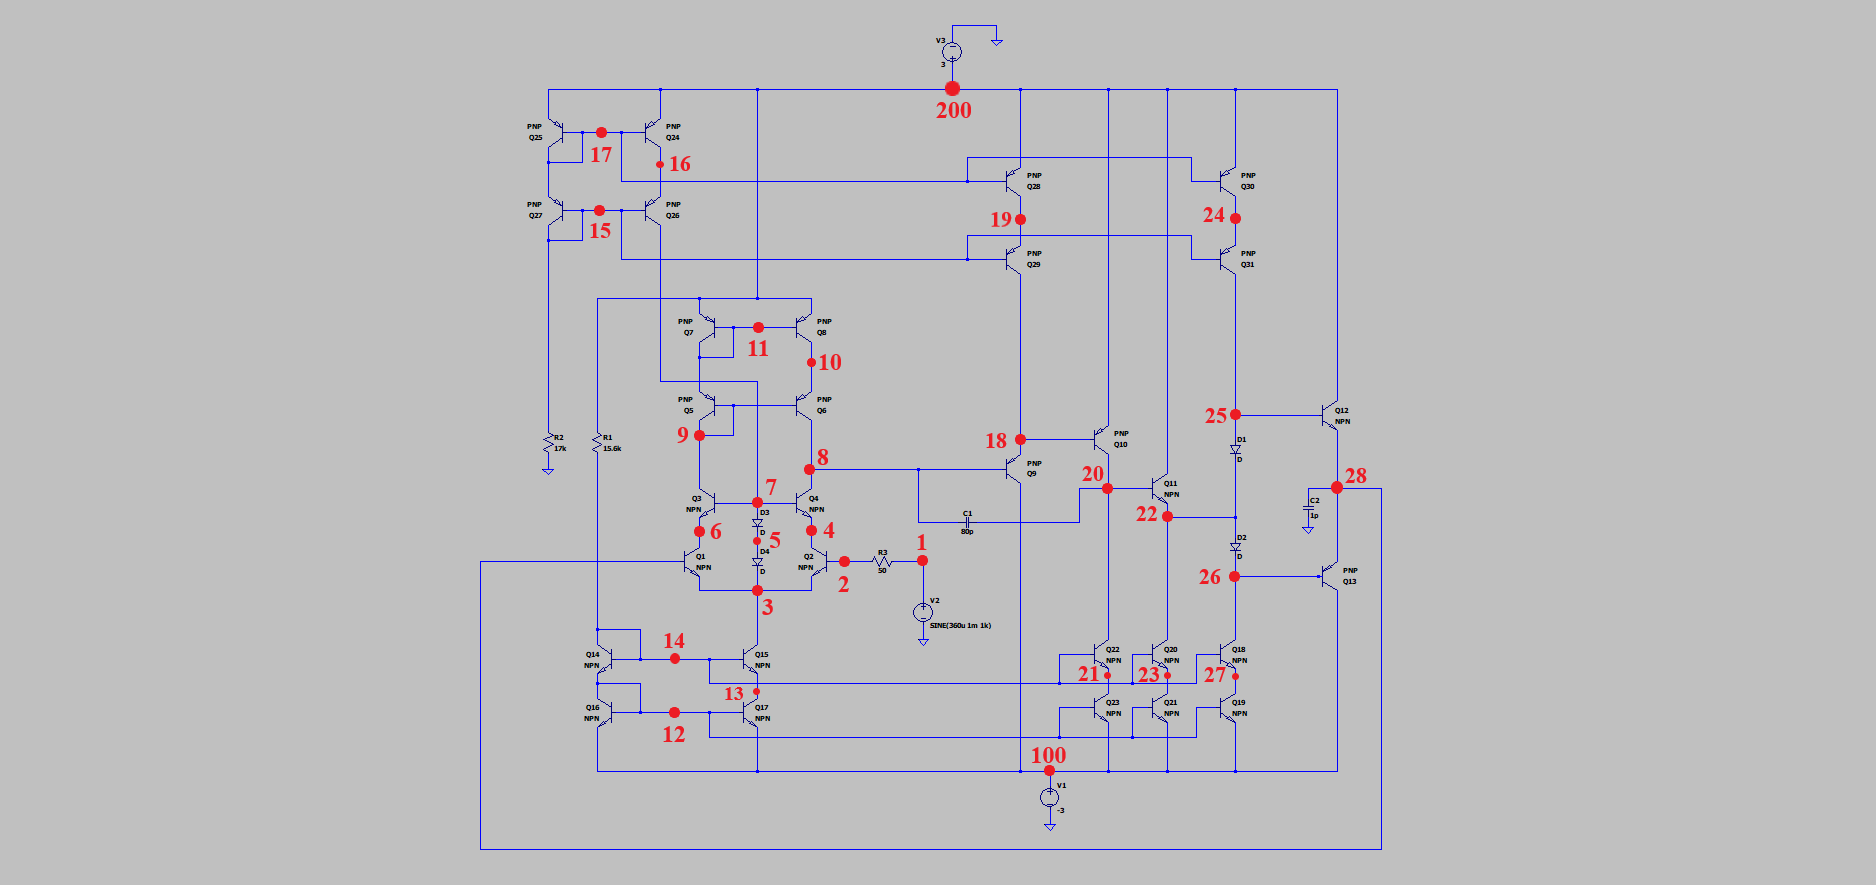 V3
3
200
PNP
Q25
PNP
Q24
17
16
PNP
Q28
PNP
Q30
PNP
Q27
PNP
Q26
15
19
24
PNP
Q29
PNP
Q31
PNP
Q7
PNP
Q8
11
10
PNP
Q5
PNP
Q6
9
R2
17k
R1
15.6k
8
18
PNP
Q10
25
Q12
NPN
D1
D
PNP
Q9
20
28
Q11
NPN
7
Q3
NPN
Q4
NPN
D3
D
C1
80p
22
C2
1p
6
5
4
D4
D
D2
D
Q1
NPN
Q2
NPN
R3
50
1
2
3
26
PNP
Q13
V2
SINE(360u 1m 1k)
14
Q14
NPN
Q15
NPN
Q22
NPN
Q20
NPN
Q18
NPN
21
23
27
13
Q16
NPN
Q17
NPN
Q23
NPN
Q21
NPN
Q19
NPN
12
100
V1
-3